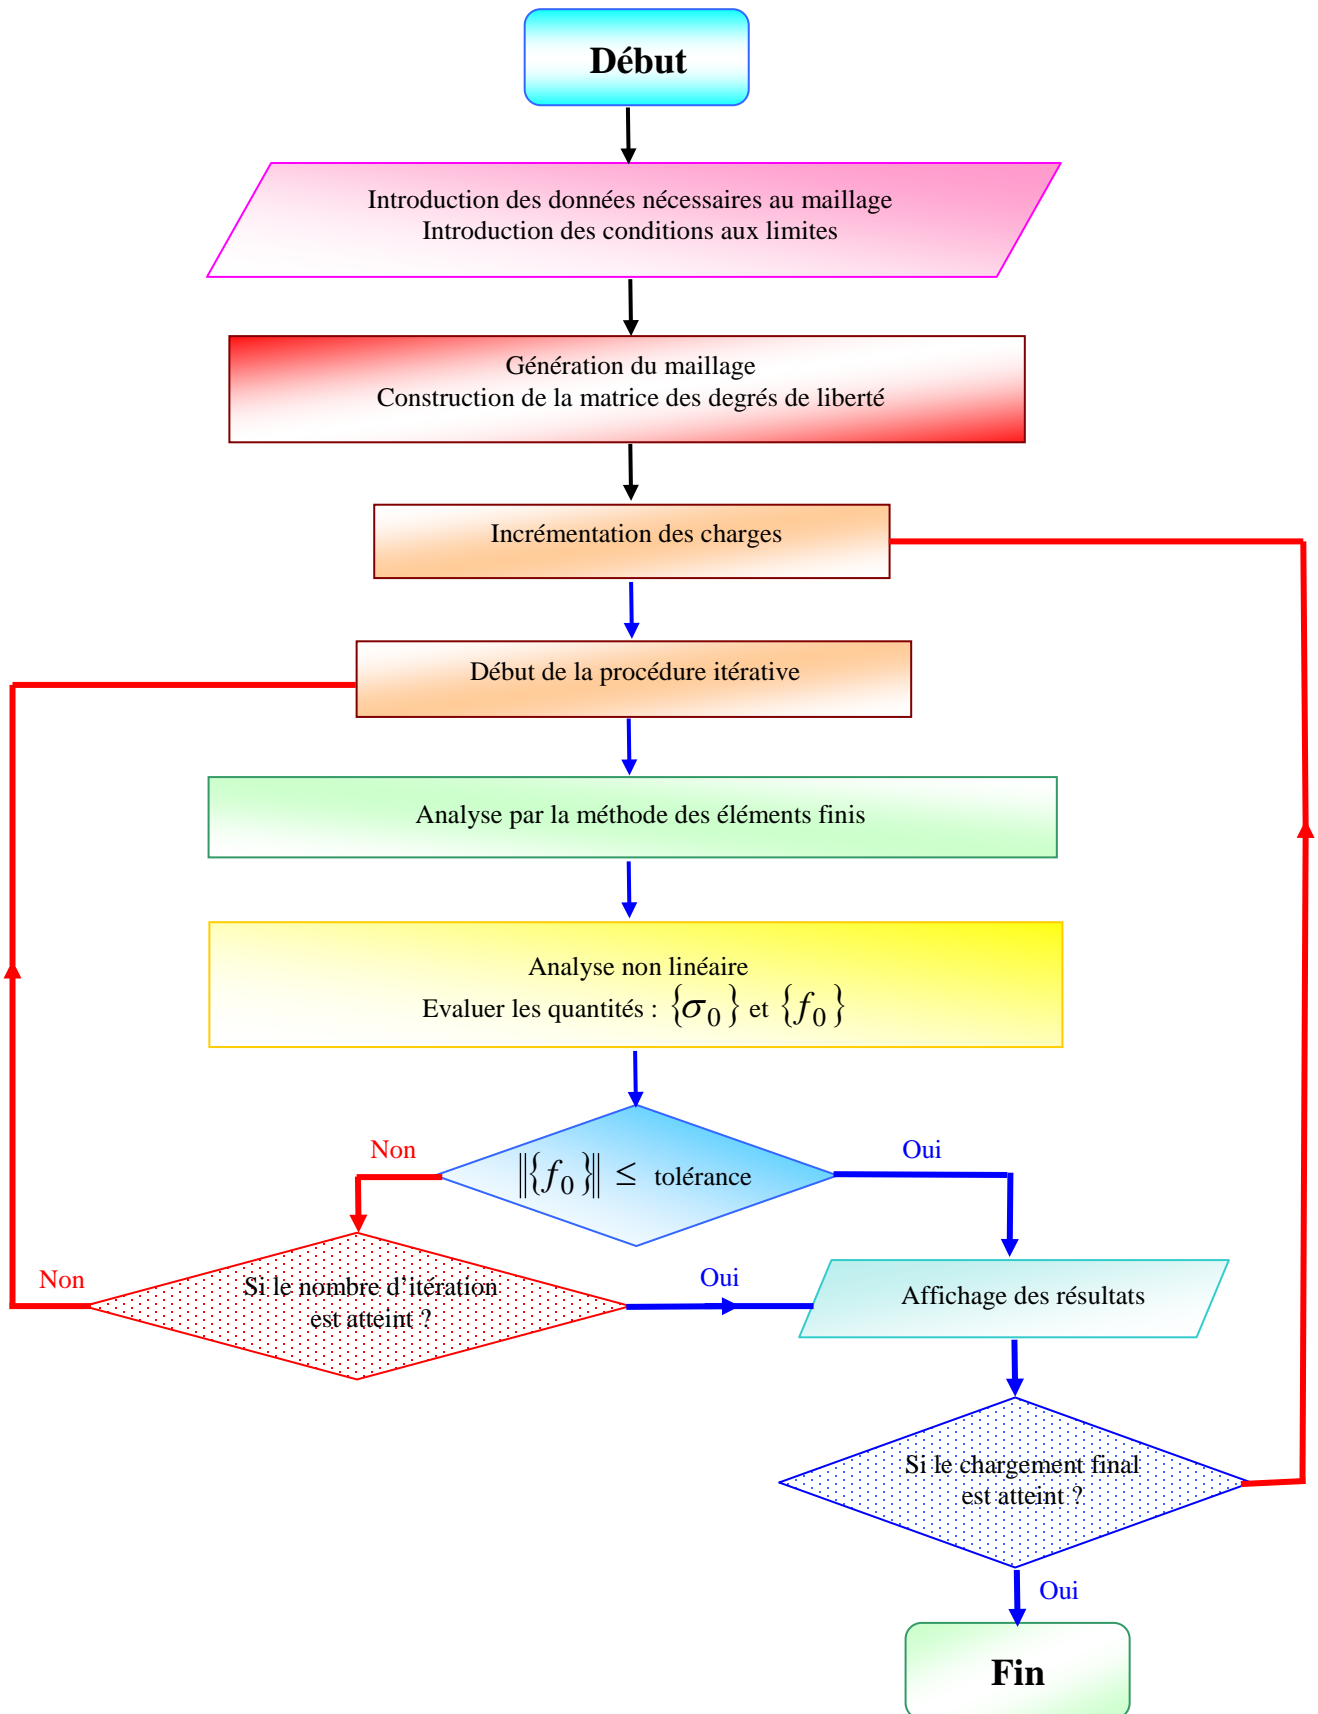 Début
Introduction des données nécessaires au maillage
Introduction des conditions aux limites
Génération du maillage
Construction de la matrice des degrés de liberté
Incrémentation des charges
Début de la procédure itérative
Analyse par la méthode des éléments finis
Analyse non linéaire
Evaluer les quantités : {σ₀} et {f₀}
Non
Oui
‖{f₀}‖ ≤ tolérance
Non
Si le nombre d'itération
est atteint ?
Oui
Affichage des résultats
Si le chargement final
est atteint ?
Oui
Fin